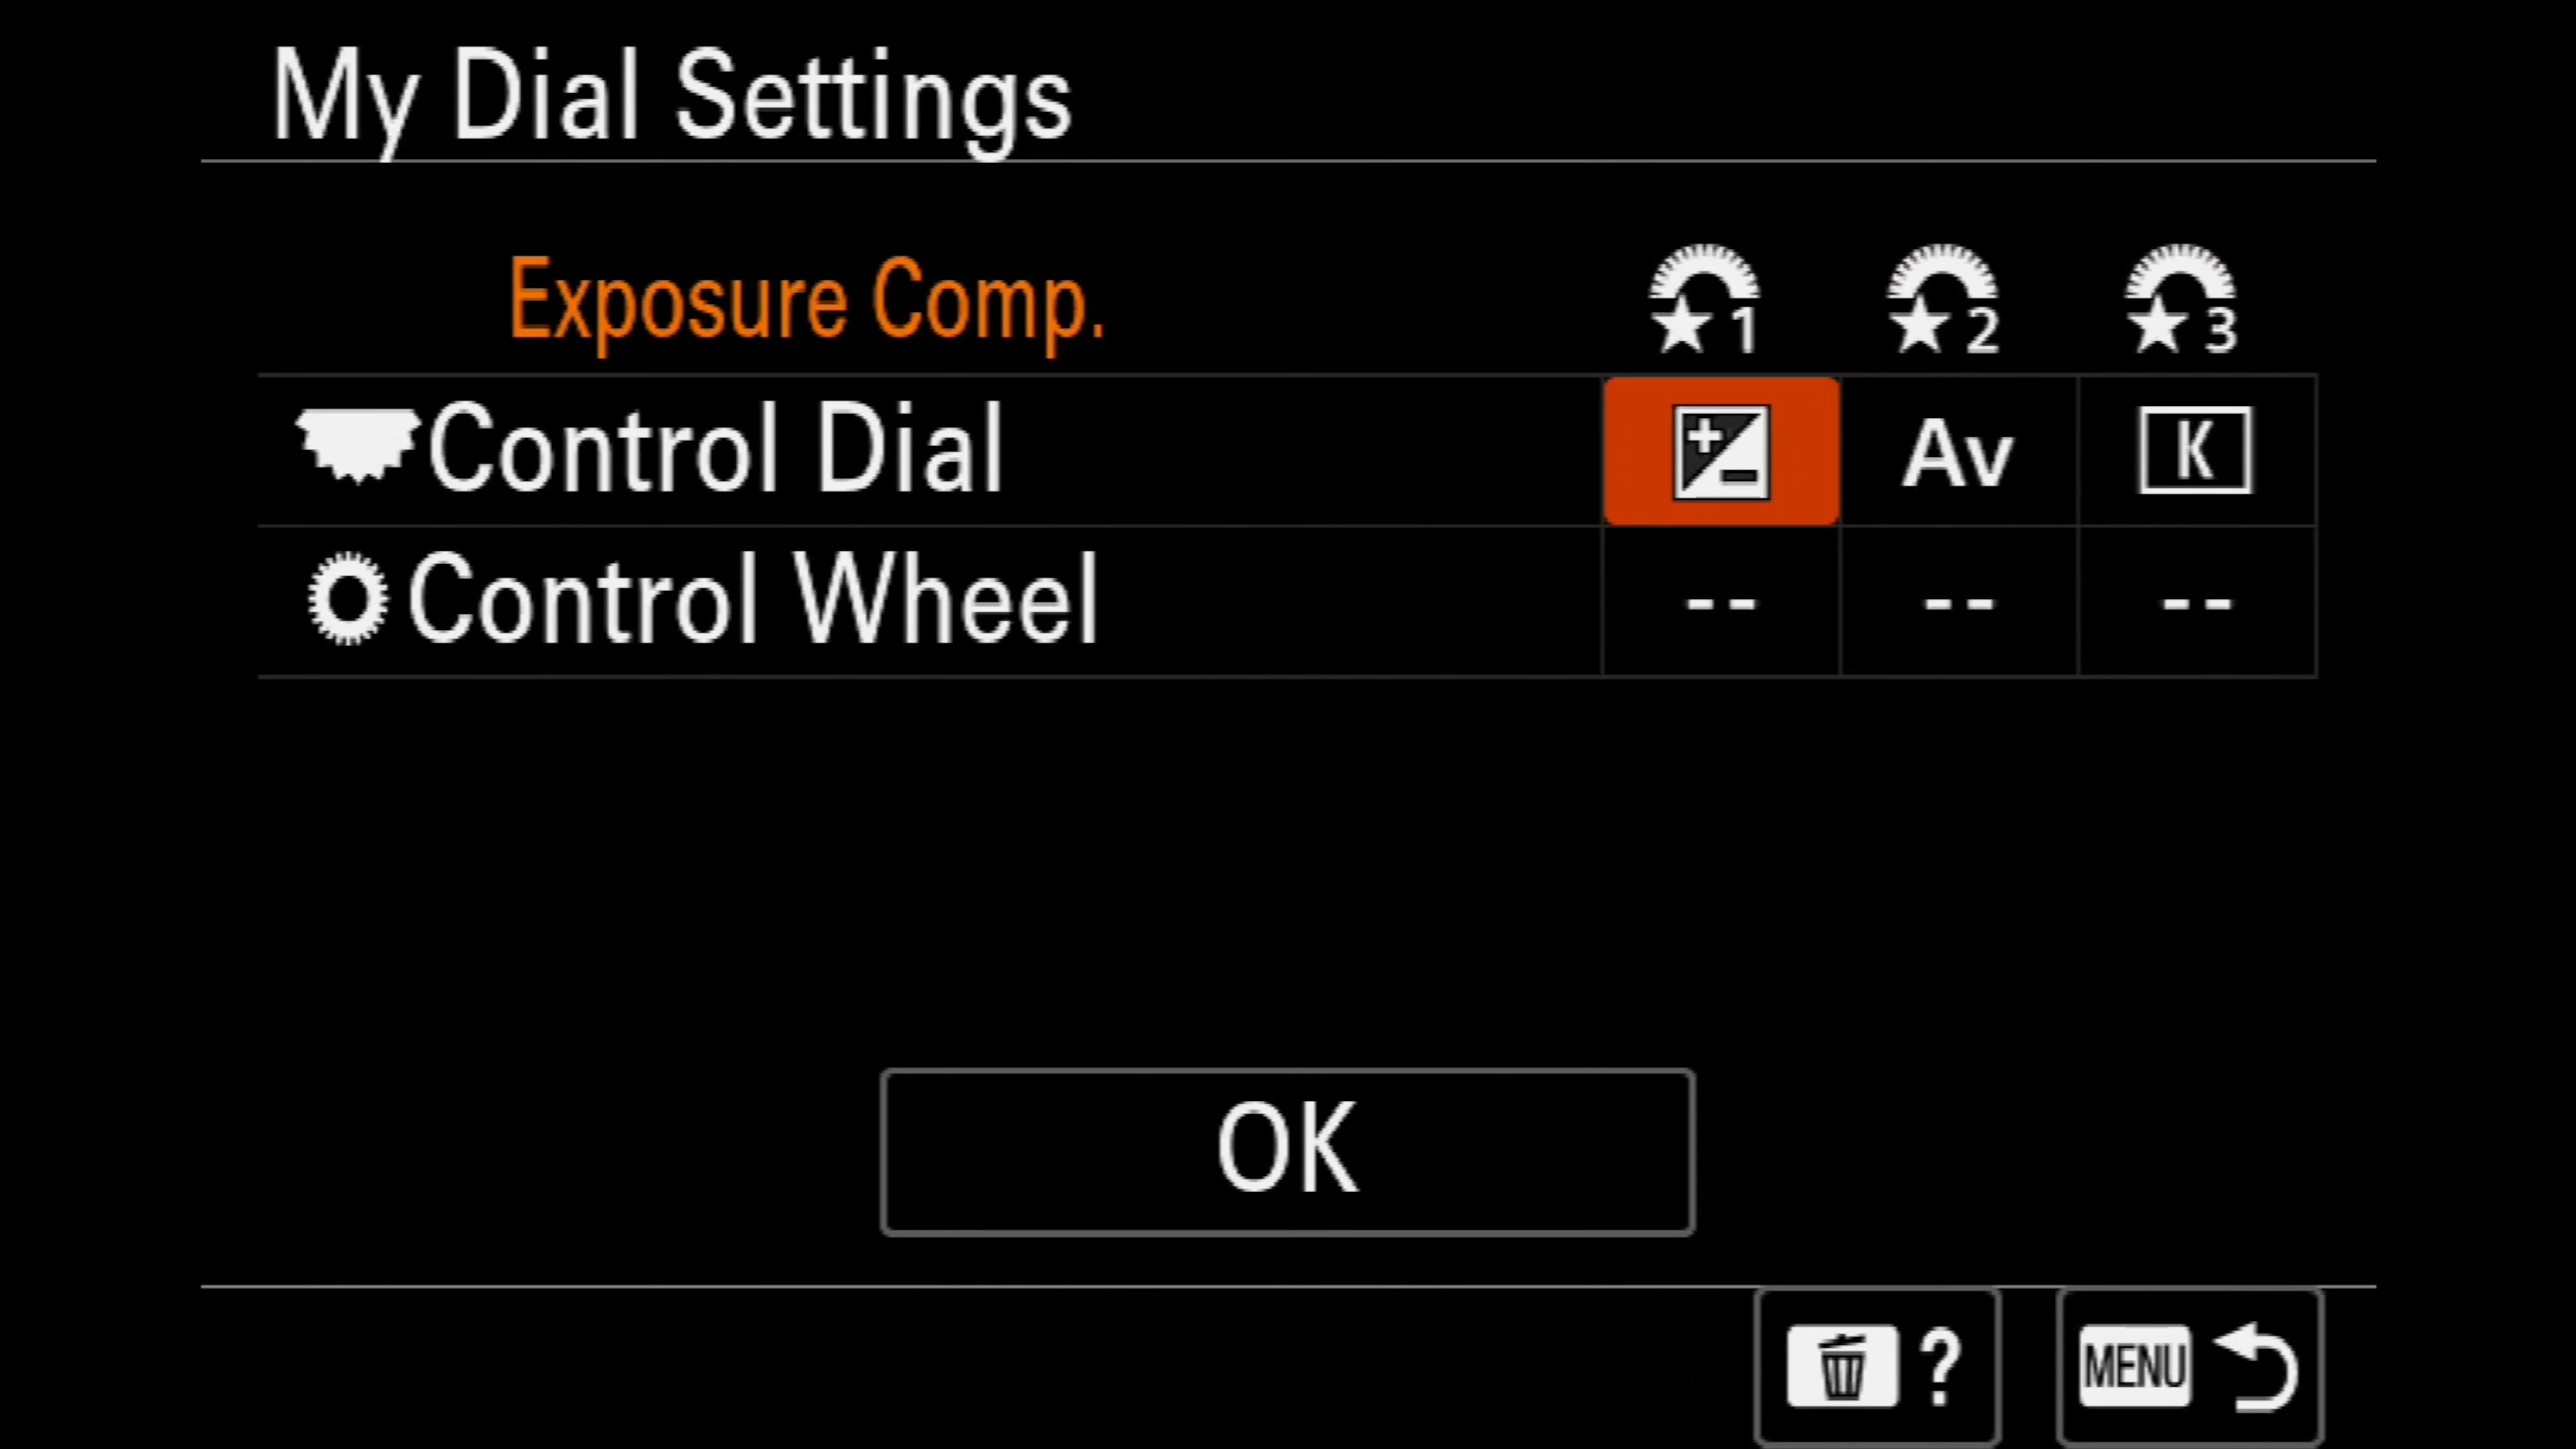 My Dial Settings
Exposure Comp.
★1 ★2 ★3
Control Dial Av K
Control Wheel -- -- --
OK
? MENU